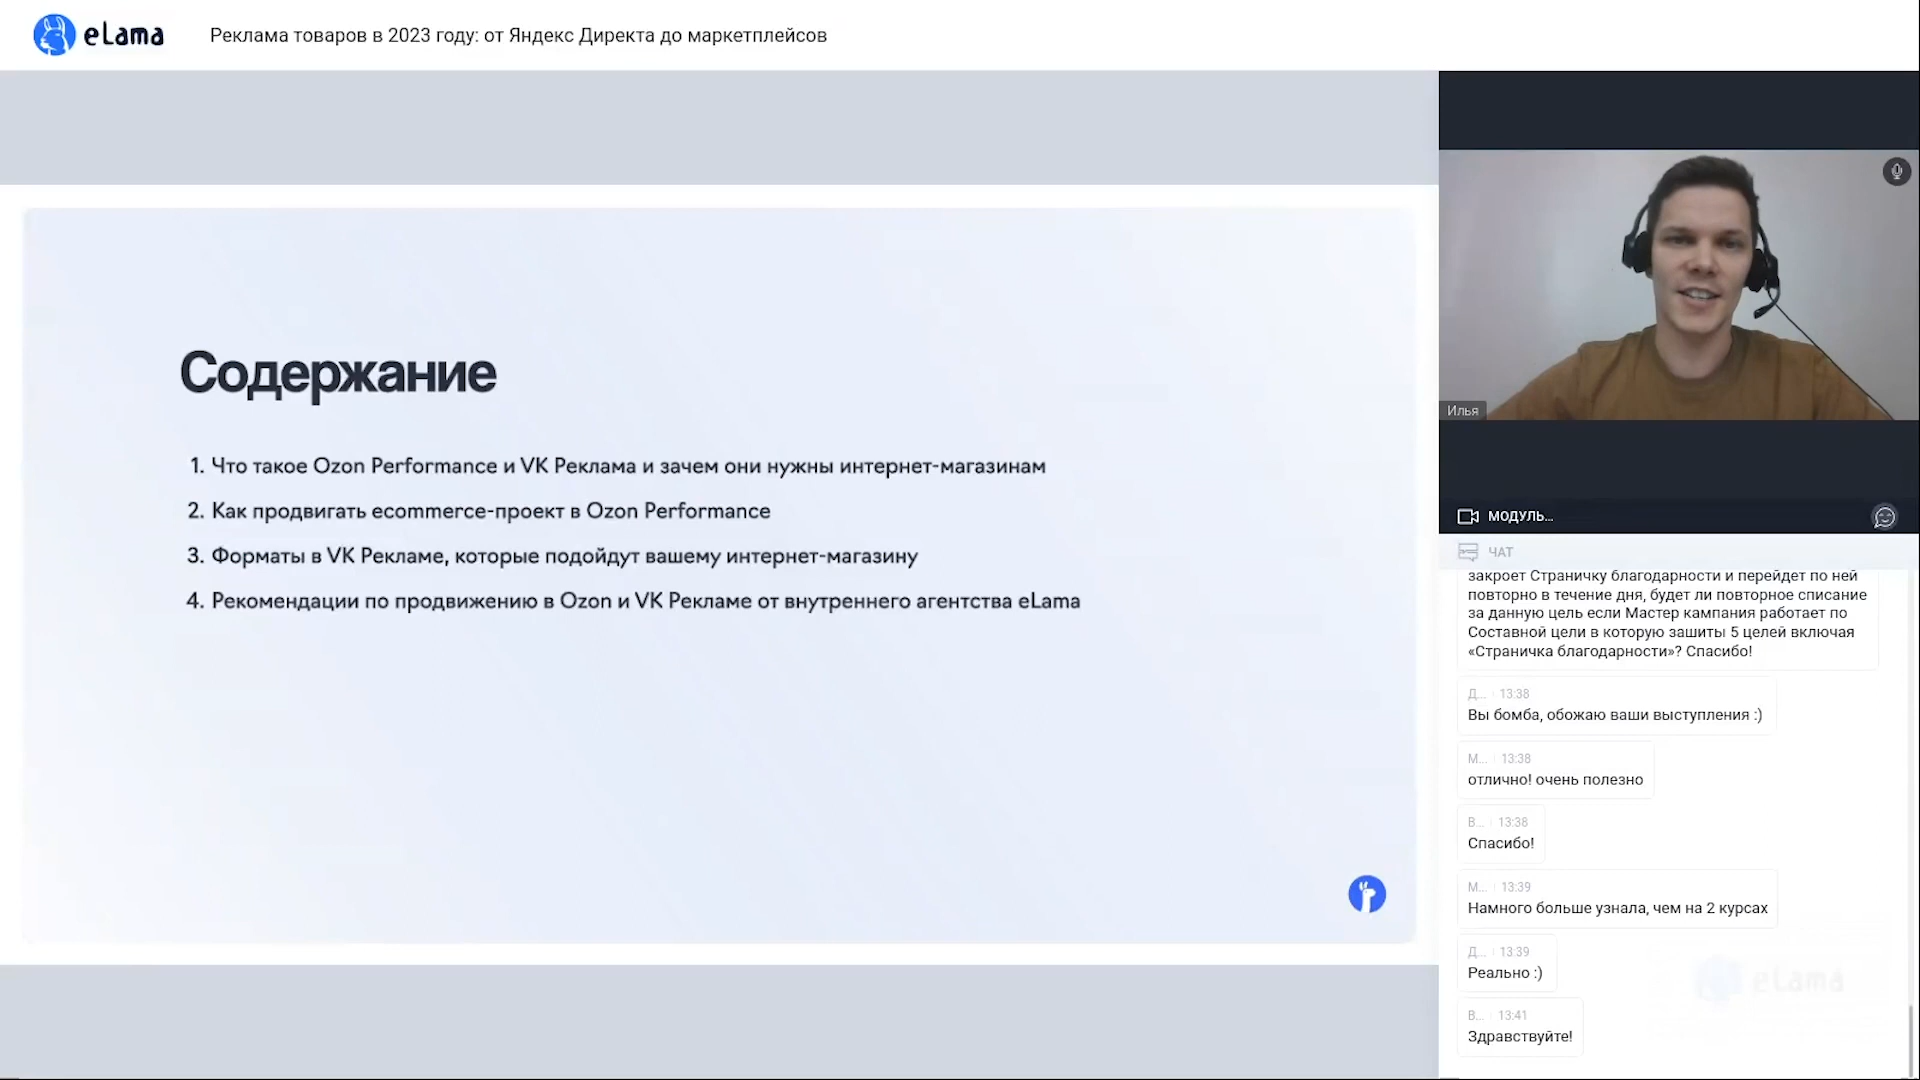 eLama
Реклама товаров в 2023 году: от Яндекс Директа до маркетплейсов
Содержание
1. Что такое Ozon Performance и VK Реклама и зачем они нужны интернет-магазинам
2. Как продвигать ecommerce-проект в Ozon Performance
3. Форматы в VK Рекламе, которые подойдут вашему интернет-магазину
4. Рекомендации по продвижению в Ozon и VK Рекламе от внутреннего агентства eLama
Илья
МОДУЛЬ...
ЧАТ
закроет Страничку благодарности и перейдет по ней
повторно в течение дня, будет ли повторное списание
за данную цель если Мастер кампания работает по
Составной цели в которую зашиты 5 целей включая
«Страничка благодарности»? Спасибо!
Д... 13:38
Вы бомба, обожаю ваши выступления :)
М... 13:38
отлично! очень полезно
В... 13:38
Спасибо!
М... 13:39
Намного больше узнала, чем на 2 курсах
Д... 13:39
Реально :)
В... 13:41
Здравствуйте!
eLama